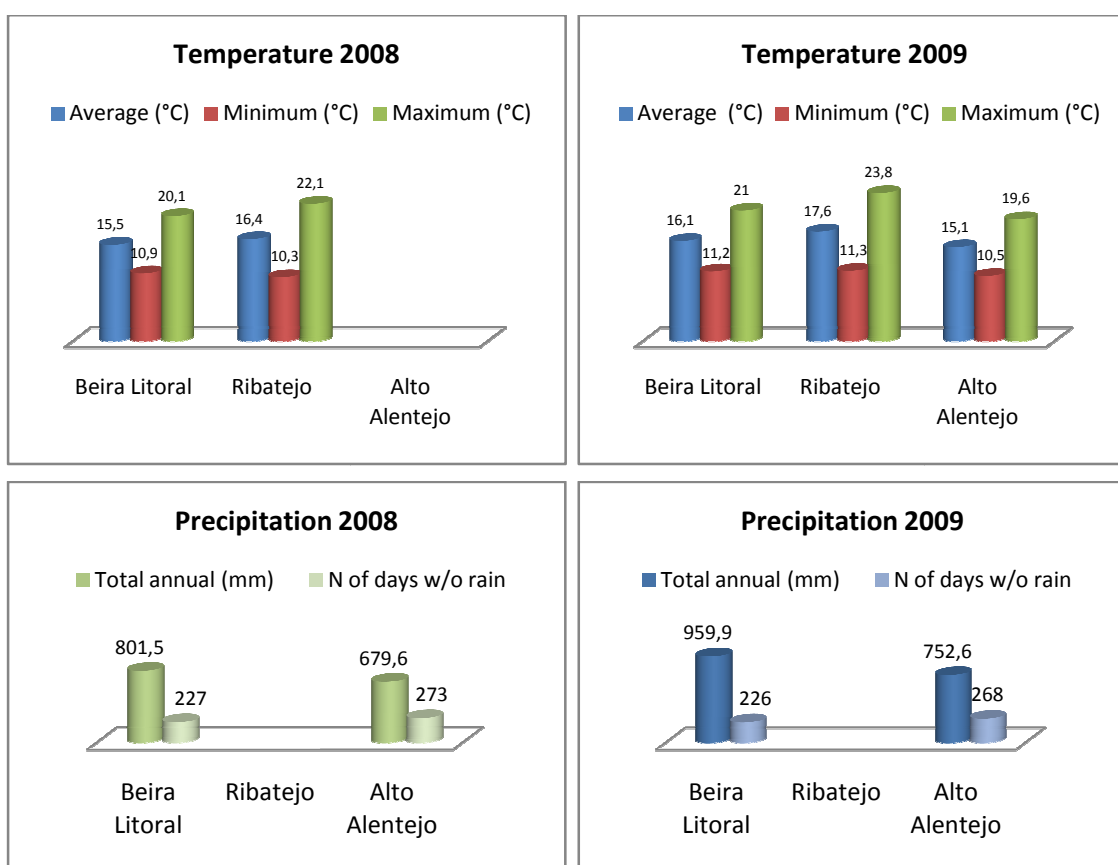 Temperature 2008
Average (°C) Minimum (°C) Maximum (°C)
15,5 10,9 20,1 16,4 10,3 22,1
Beira Litoral Ribatejo Alto
Alentejo
Temperature 2009
Average (°C) Minimum (°C) Maximum (°C)
16,1 11,2 21 17,6 11,3 23,8 15,1 10,5 19,6
Beira Litoral Ribatejo Alto
Alentejo
Precipitation 2008
Total annual (mm) N of days w/o rain
801,5 227 679,6 273
Beira Ribatejo Alto
Litoral Alentejo
Precipitation 2009
Total annual (mm) N of days w/o rain
959,9 226 752,6 268
Beira Ribatejo Alto
Litoral Alentejo